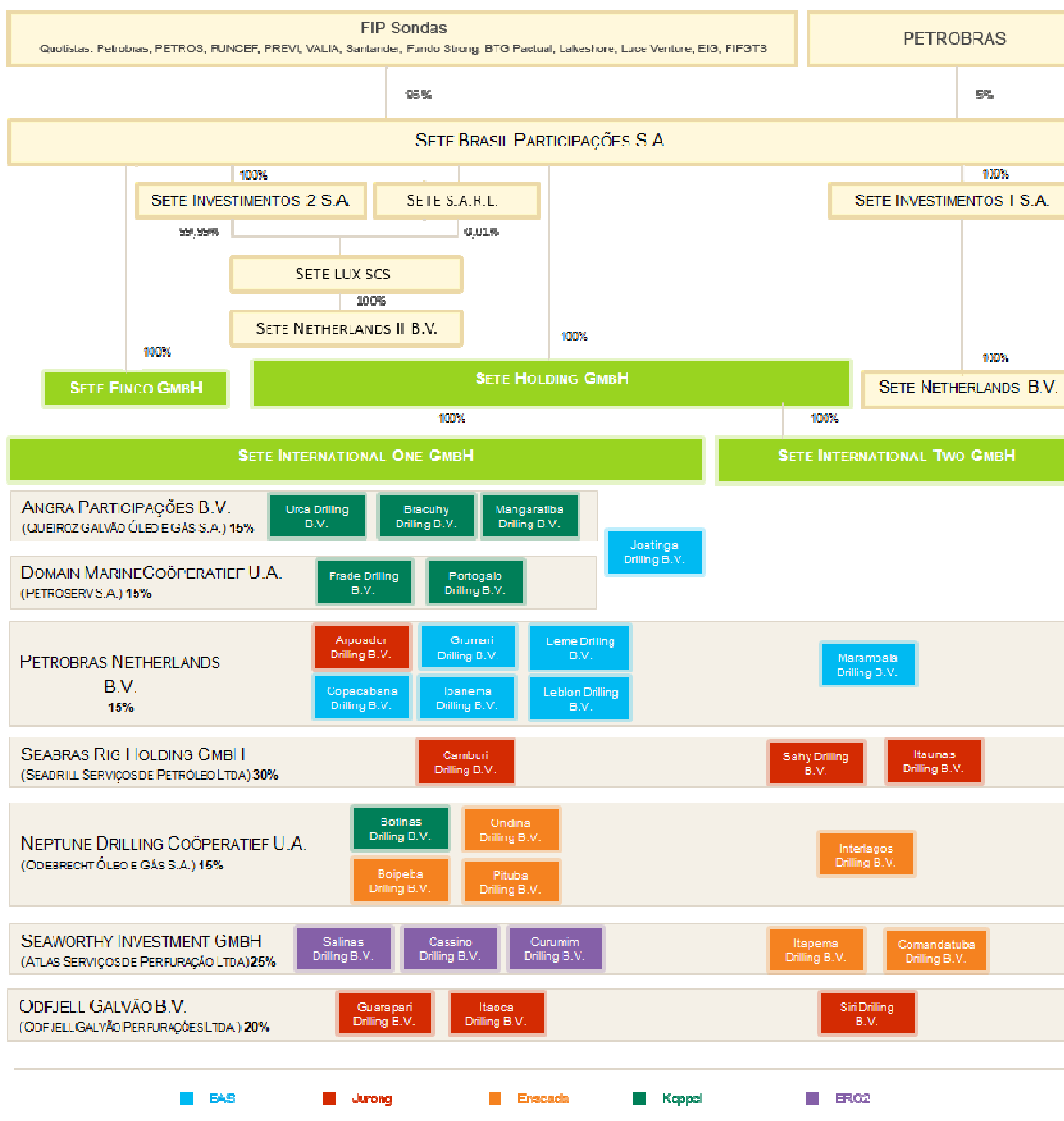 FIP Sondas
Quotistas: Petrobras, PETROS, FUNCEF, PREVI, VALIA, Santander, Fundo Strong, BTG Pactual, Lakeshore, Luce Venture, EIG, FIFGTS
PETROBRAS
95%
5%
SETE BRASIL PARTICIPAÇÕES S.A
100%
100%
SETE INVESTIMENTOS 2 S.A.
SETE S.A.R.L.
SETE INVESTIMENTOS I S.A.
99,99%
0,01%
SETE LUX SCS
100%
SETE NETHERLANDS II B.V.
100%
100%
100%
SETE FINCO GMBH
SETE HOLDING GMBH
SETE NETHERLANDS B.V.
100%
100%
SETE INTERNATIONAL ONE GMBH
SETE INTERNATIONAL TWO GMBH
ANGRA PARTICIPAÇÕES B.V.
(QUEIROZ GALVÃO ÓLEO E GÁS S.A.) 15%
Urca Drilling
B.V.
Bracuhy
Drilling B.V.
Mangaratiba
Drilling B.V.
Joatinga
Drilling B.V.
DOMAIN MARINE COÖPERATIEF U.A.
(PETROSERV S.A.) 15%
Frade Drilling
B.V.
Portogalo
Drilling B.V.
PETROBRAS NETHERLANDS
B.V.
15%
Arpoador
Drilling B.V.
Grumari
Drilling B.V
Leme Drilling
B.V.
Copacabana
Drilling B.V.
Ipanema
Drilling B.V.
Leblon Drilling
B.V.
Marambaia
Drilling B.V.
SEABRAS RIG HOLDING GMBH
(SEADRILL SERVIÇOS DE PETRÓLEO LTDA) 30%
Camburi
Drilling B.V.
Sahy Drilling
B.V.
Itaunas
Drilling B.V.
NEPTUNE DRILLING COÖPERATIEF U.A.
(ODEBRECHT ÓLEO E GÁS S.A.) 15%
Botinas
Drilling B.V.
Ondina
Drilling B.V.
Boipeba
Drilling B.V.
Pituba
Drilling B.V.
Interlagos
Drilling B.V.
SEAWORTHY INVESTMENT GMBH
(ATLAS SERVIÇOS DE PERFURAÇÃO LTDA) 25%
Salinas
Drilling B.V.
Cassino
Drilling B.V.
Curumim
Drilling B.V.
Itapema
Drilling B.V.
Comandatuba
Drilling B.V.
ODFJELL GALVÃO B.V.
(ODFJELL GALVÃO PERFURAÇÕES LTDA.) 20%
Guarapari
Drilling B.V.
Itaoca
Drilling B.V.
Siri Drilling
B.V.
EAS
Jurong
Enseada
Keppel
ERG2